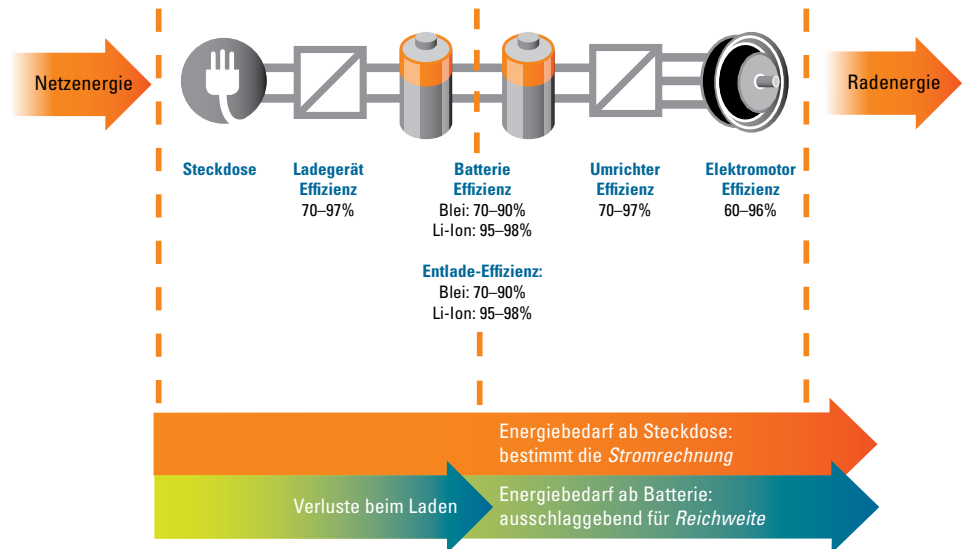 Netzenergie
Radenergie
Steckdose
Ladegerät
Effizienz
70–97%
Batterie
Effizienz
Blei: 70–90%
Li-Ion: 95–98%
Entlade-Effizienz:
Blei: 70–90%
Li-Ion: 95–98%
Umrichter
Effizienz
70–97%
Elektromotor
Effizienz
60–96%
Energiebedarf ab Steckdose:
bestimmt die Stromrechnung
Verluste beim Laden
Energiebedarf ab Batterie:
ausschlaggebend für Reichweite